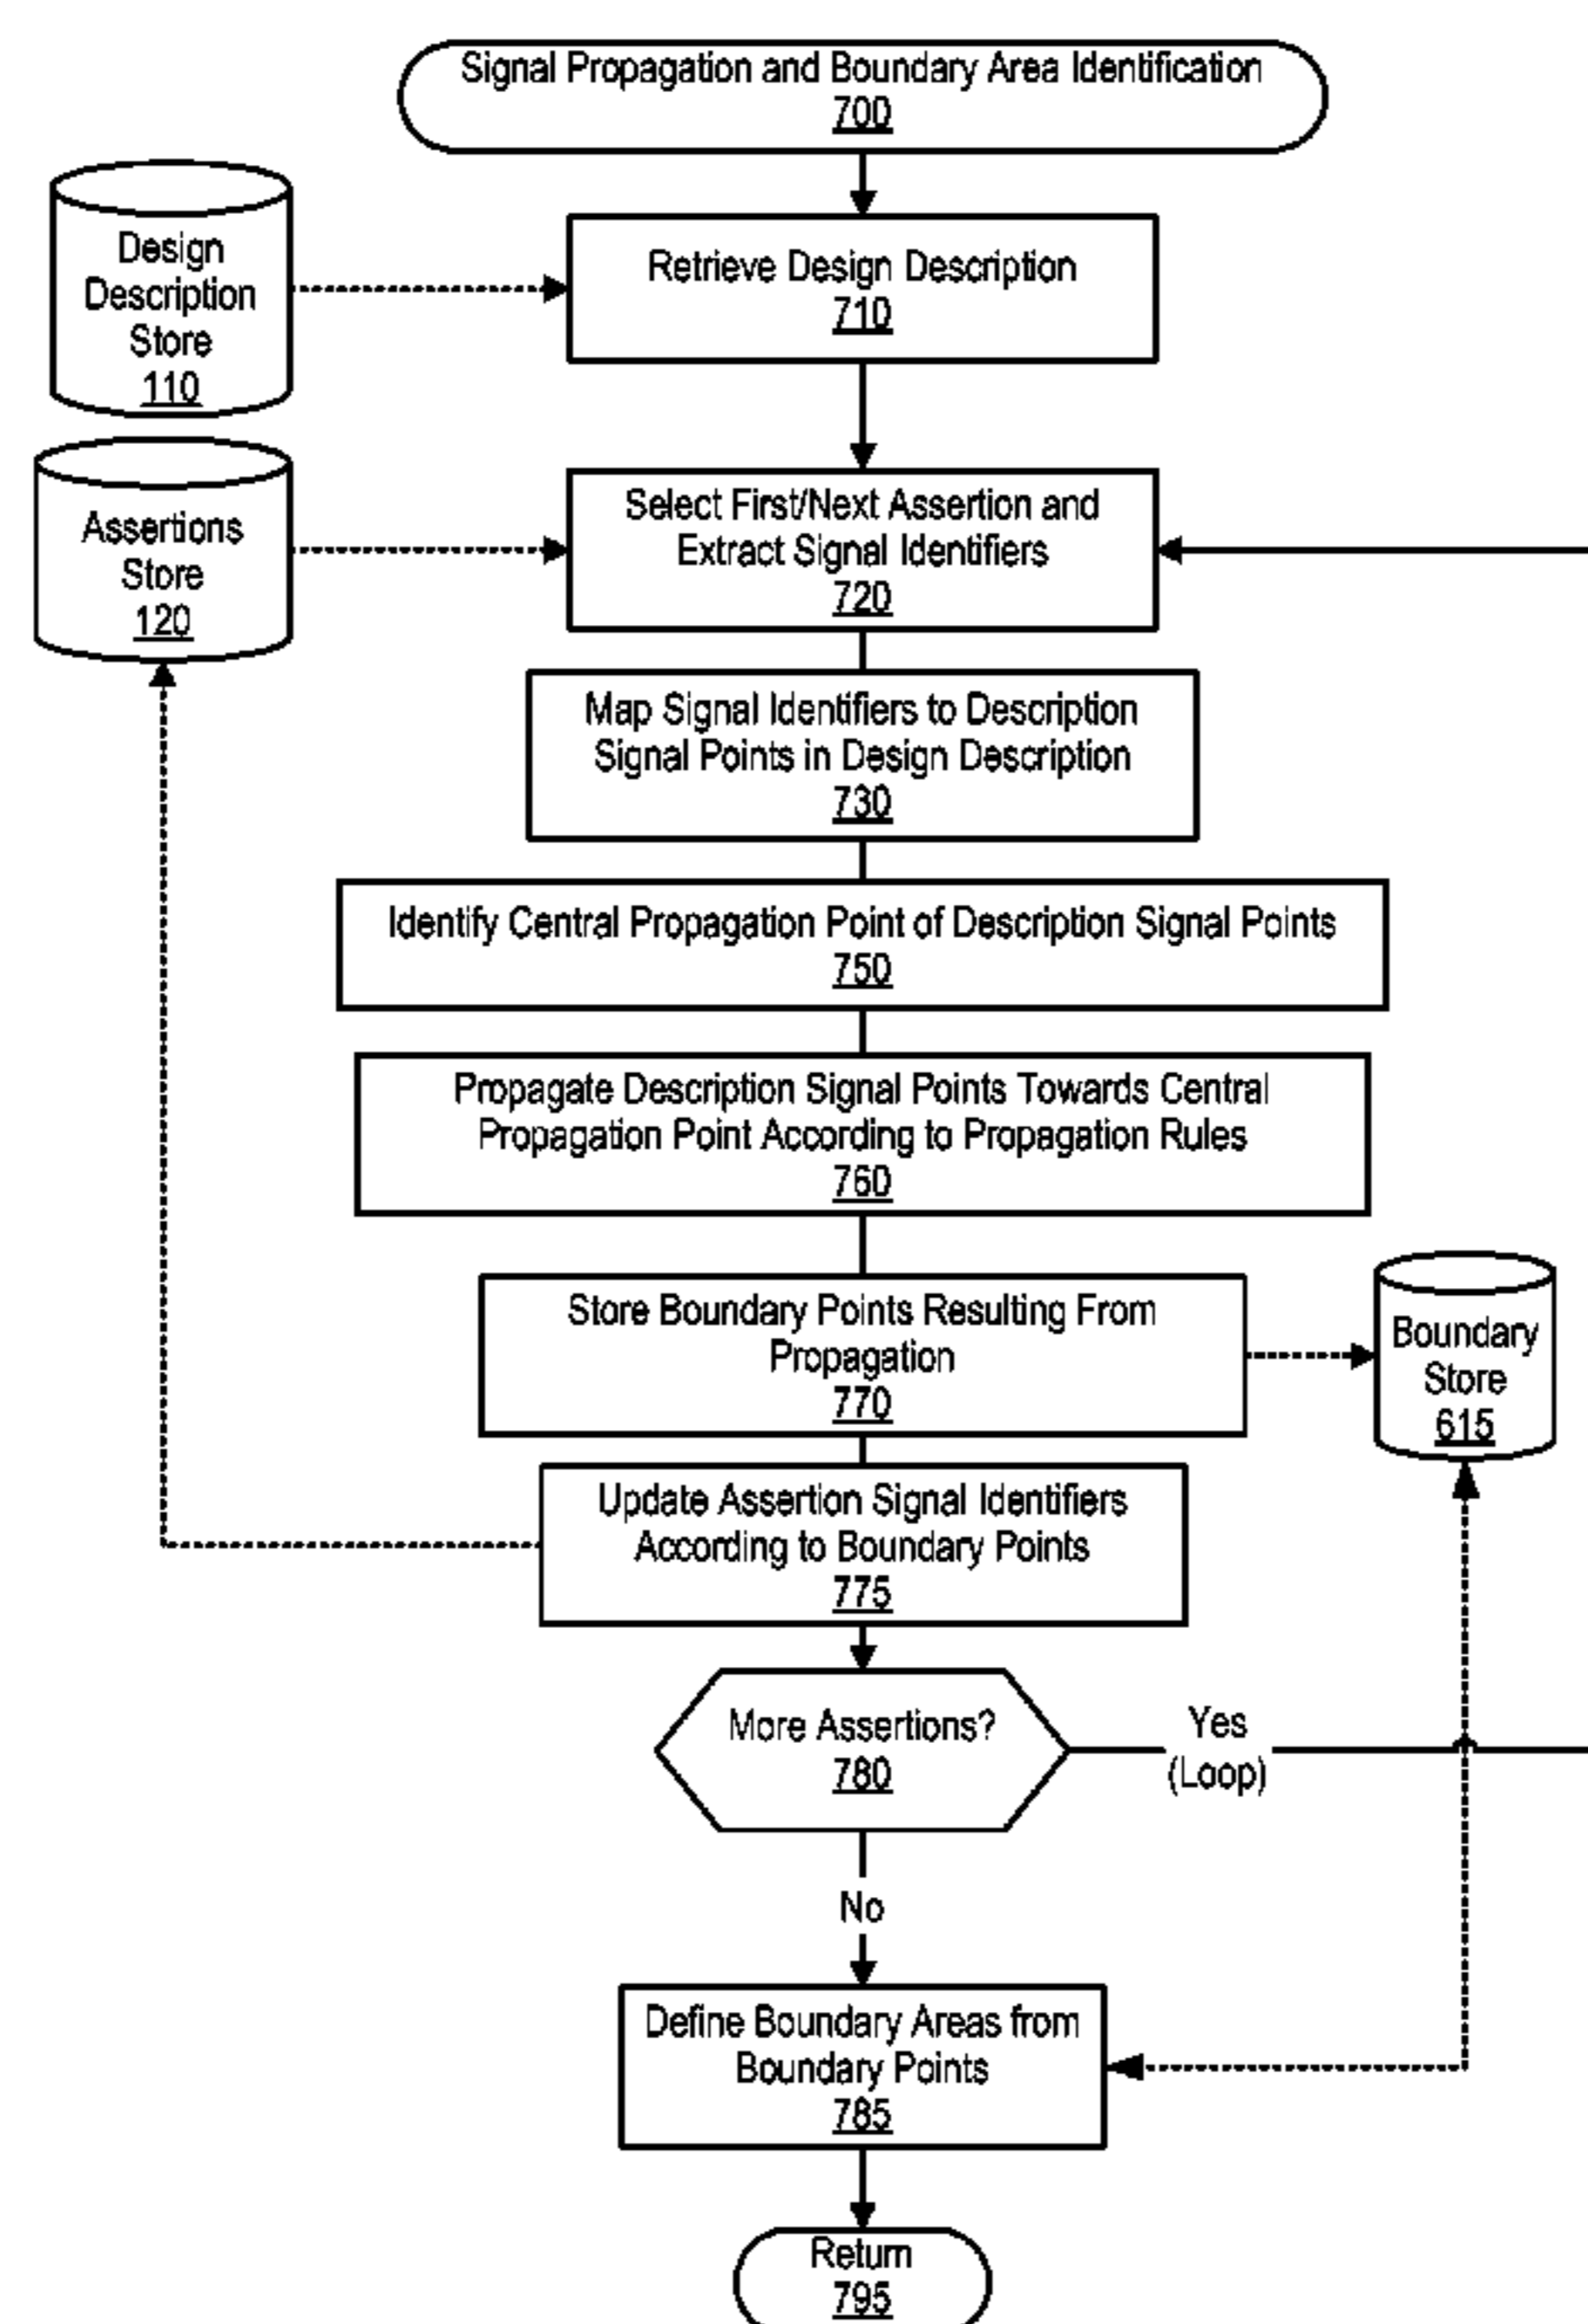 Signal Propagation and Boundary Area Identification
700
Design
Description
Store
110
Retrieve Design Description
710
Assertions
Store
120
Select First/Next Assertion and
Extract Signal Identifiers
720
Map Signal Identifiers to Description
Signal Points in Design Description
730
Identify Central Propagation Point of Description Signal Points
750
Propagate Description Signal Points Towards Central
Propagation Point According to Propagation Rules
760
Store Boundary Points Resulting From
Propagation
770
Boundary
Store
615
Update Assertion Signal Identifiers
According to Boundary Points
775
More Assertions?
780
Yes
(Loop)
No
Define Boundary Areas from
Boundary Points
785
Return
795